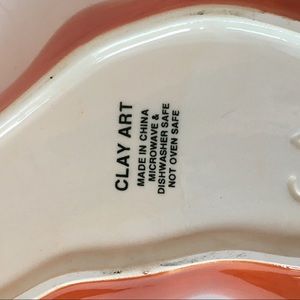 CLAY ART
MADE IN CHINA
MICROWAVE &
DISHWASHER SAFE
NOT OVEN SAFE